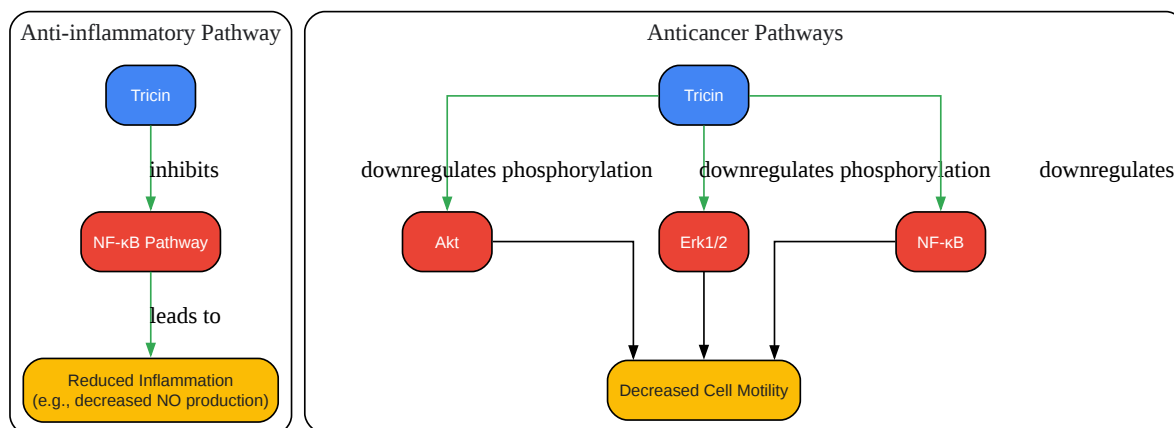 Anti-inflammatory Pathway
Tricin
inhibits
NF-κB Pathway
leads to
Reduced Inflammation
(e.g., decreased NO production)
Anticancer Pathways
Tricin
downregulates phosphorylation
downregulates phosphorylation
downregulates
Akt
Erk1/2
NF-κB
Decreased Cell Motility